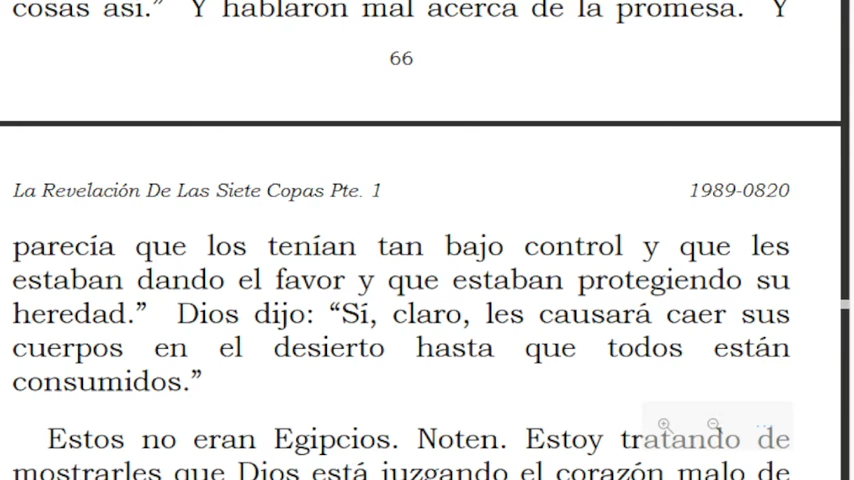 cosas así.” Y hablaron mal acerca de la promesa. Y
66
La Revelación De Las Siete Copas Pte. 1 1989-0820
parecía que los tenían tan bajo control y que les
estaban dando el favor y que estaban protegiendo su
heredad.” Dios dijo: “Sí, claro, les causará caer sus
cuerpos en el desierto hasta que todos están
consumidos.”
Estos no eran Egipcios. Noten. Estoy tratando de
mostrarles que Dios está juzgando el corazón malo de